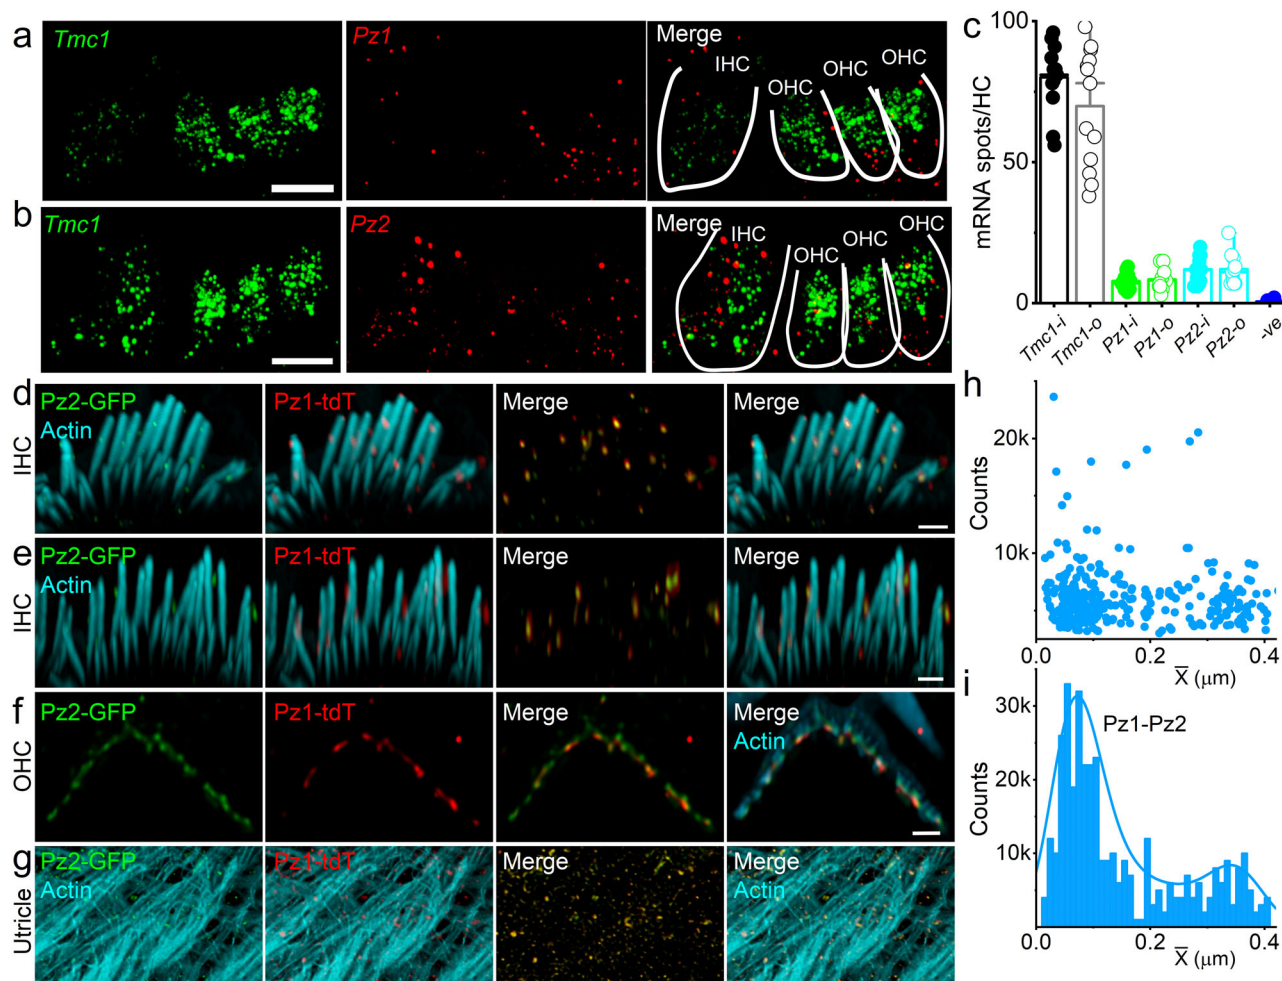 a
Tmc1
Pz1
Merge
IHC
OHC
OHC
OHC
b
Tmc1
Pz2
Merge
IHC
OHC
OHC
OHC
c
mRNA spots/HC
100
50
0
Tmc1-i
Tmc1-o
Pz1-i
Pz1-o
Pz2-i
Pz2-o
-ve
d
IHC
Pz2-GFP
Actin
Pz1-tdT
Merge
Merge
e
IHC
Pz2-GFP
Actin
Pz1-tdT
Merge
Merge
f
OHC
Pz2-GFP
Pz1-tdT
Merge
Merge
Actin
g
Utricle
Pz2-GFP
Actin
Pz1-tdT
Merge
Merge
Actin
h
Counts
20k
10k
0.0 0.2 0.4
X̅ (μm)
i
Counts
30k
20k
10k
Pz1-Pz2
0.0 0.2 0.4
X̅ (μm)